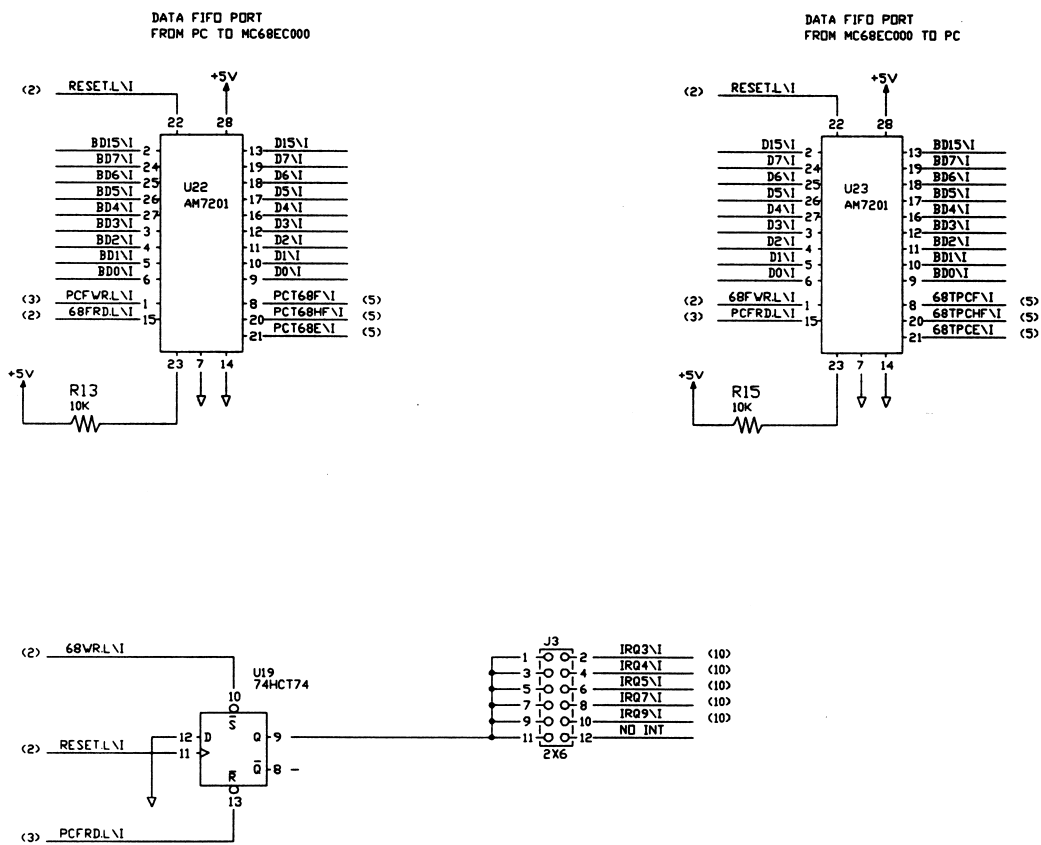 DATA FIFO PORT
FROM PC TO MC68EC000
(2) RESET.L\I
+5V
22 28
BD15\I 2 13 D15\I
BD7\I 24 19 D7\I
BD6\I 25 18 D6\I
BD5\I 26 17 D5\I
BD4\I 27 16 D4\I
BD3\I 3 12 D3\I
BD2\I 4 11 D2\I
BD1\I 5 10 D1\I
BD0\I 6 9 D0\I
U22
AM7201
(3) PCFWR.L\I 1 8 PCT68F\I (5)
(2) 68FRD.L\I 15 20 PCT68HF\I (5)
21 PCT68E\I (5)
23 7 14
+5V
R13
10K
DATA FIFO PORT
FROM MC68EC000 TO PC
(2) RESET.L\I
+5V
22 28
D15\I 2 13 BD15\I
D7\I 24 19 BD7\I
D6\I 25 18 BD6\I
D5\I 26 17 BD5\I
D4\I 27 16 BD4\I
D3\I 3 12 BD3\I
D2\I 4 11 BD2\I
D1\I 5 10 BD1\I
D0\I 6 9 BD0\I
U23
AM7201
(2) 68FWR.L\I 1 8 68TPCF\I (5)
(3) PCFRD.L\I 15 20 68TPCHF\I (5)
21 68TPCE\I (5)
23 7 14
+5V
R15
10K
(2) 68WR.L\I
U19
74HCT74
10
S
12 D Q 9
(2) RESET.L\I 11
Q 8
R
13
(3) PCFRD.L\I
J3
1 2 IRQ3\I (10)
3 4 IRQ4\I (10)
5 6 IRQ5\I (10)
7 8 IRQ7\I (10)
9 10 IRQ9\I (10)
11 12 NO INT
2X6